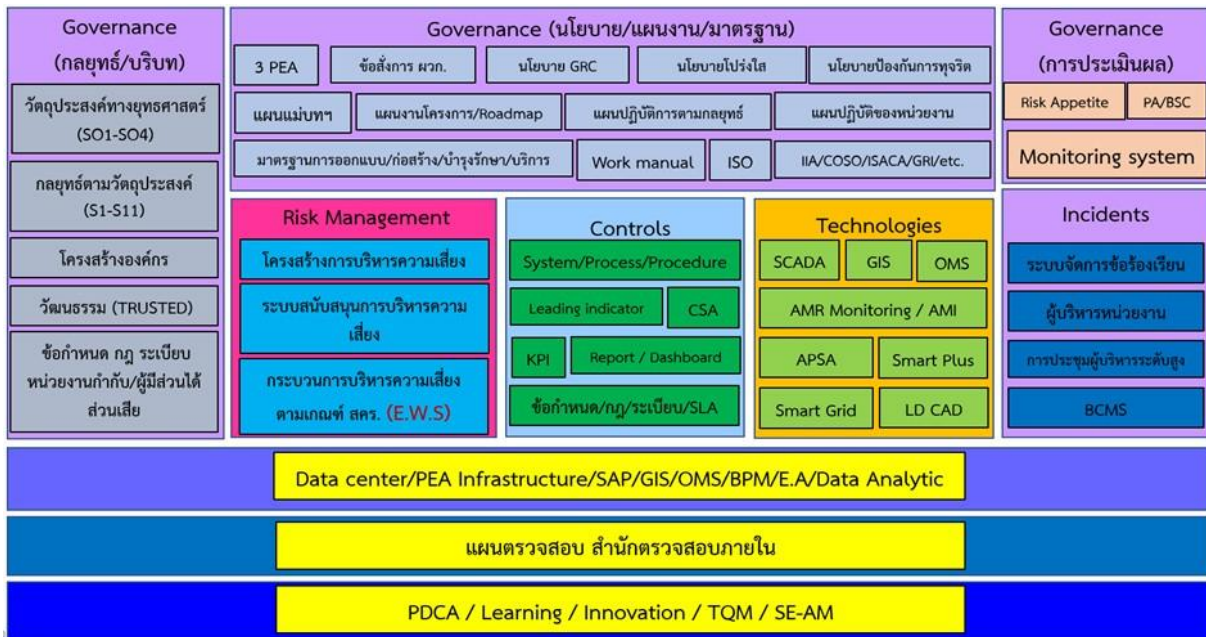 Governance
(กลยุทธ์/บริบท)
วัตถุประสงค์ทางยุทธศาสตร์
(SO1-SO4)
กลยุทธ์ตามวัตถุประสงค์
(S1-S11)
โครงสร้างองค์กร
วัฒนธรรม (TRUSTED)
ข้อกำหนด กฎ ระเบียบ
หน่วยงานกำกับ/ผู้มีส่วนได้
ส่วนเสีย
Governance (นโยบาย/แผนงาน/มาตรฐาน)
3 PEA
ข้อสั่งการ ผวก.
นโยบาย GRC
นโยบายโปร่งใส
นโยบายป้องกันการทุจริต
แผนแม่บทฯ
แผนงานโครงการ/Roadmap
แผนปฏิบัติการตามกลยุทธ์
แผนปฏิบัติของหน่วยงาน
มาตรฐานการออกแบบ/ก่อสร้าง/บำรุงรักษา/บริการ
Work manual
ISO
IIA/COSO/ISACA/GRI/etc.
Governance
(การประเมินผล)
Risk Appetite
PA/BSC
Monitoring system
Risk Management
โครงสร้างการบริหารความเสี่ยง
ระบบสนับสนุนการบริหารความ
เสี่ยง
กระบวนการบริหารความเสี่ยง
ตามเกณฑ์ สคร. (E.W.S)
Controls
System/Process/Procedure
Leading indicator
CSA
KPI
Report / Dashboard
ข้อกำหนด/กฎ/ระเบียบ/SLA
Technologies
SCADA
GIS
OMS
AMR Monitoring / AMI
APSA
Smart Plus
Smart Grid
LD CAD
Incidents
ระบบจัดการข้อร้องเรียน
ผู้บริหารหน่วยงาน
การประชุมผู้บริหารระดับสูง
BCMS
Data center/PEA Infrastructure/SAP/GIS/OMS/BPM/E.A/Data Analytic
แผนตรวจสอบ สำนักตรวจสอบภายใน
PDCA / Learning / Innovation / TQM / SE-AM